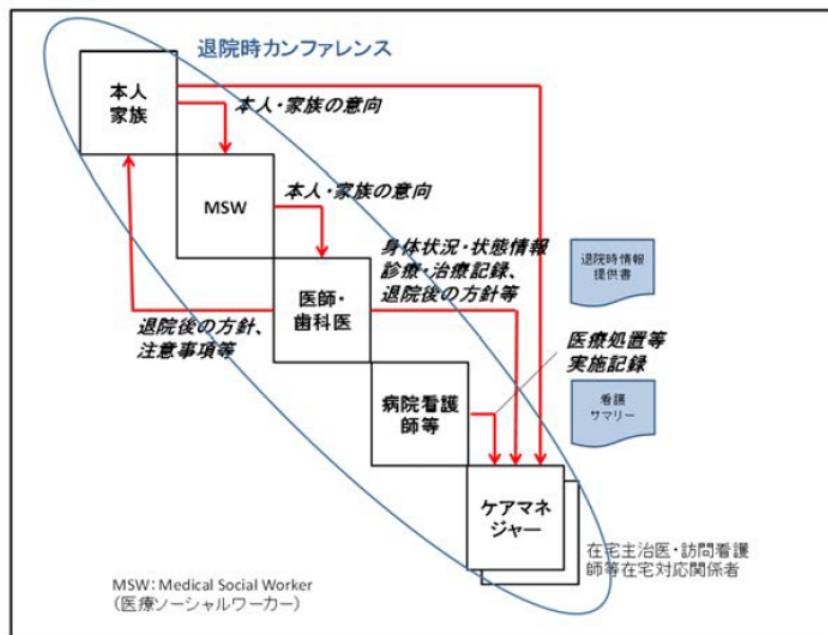 退院時カンファレンス
本人
家族
本人・家族の意向
MSW
本人・家族の意向
身体状況・状態情報
診療・治療記録、
退院後の方針等
退院時情報
提供書
医師・
歯科医
退院後の方針、
注意事項等
医療処置等
実施記録
病院看護
師等
看護
サマリー
ケアマネ
ジャー
在宅主治医・訪問看護
師等在宅対応関係者
MSW: Medical Social Worker
（医療ソーシャルワーカー）